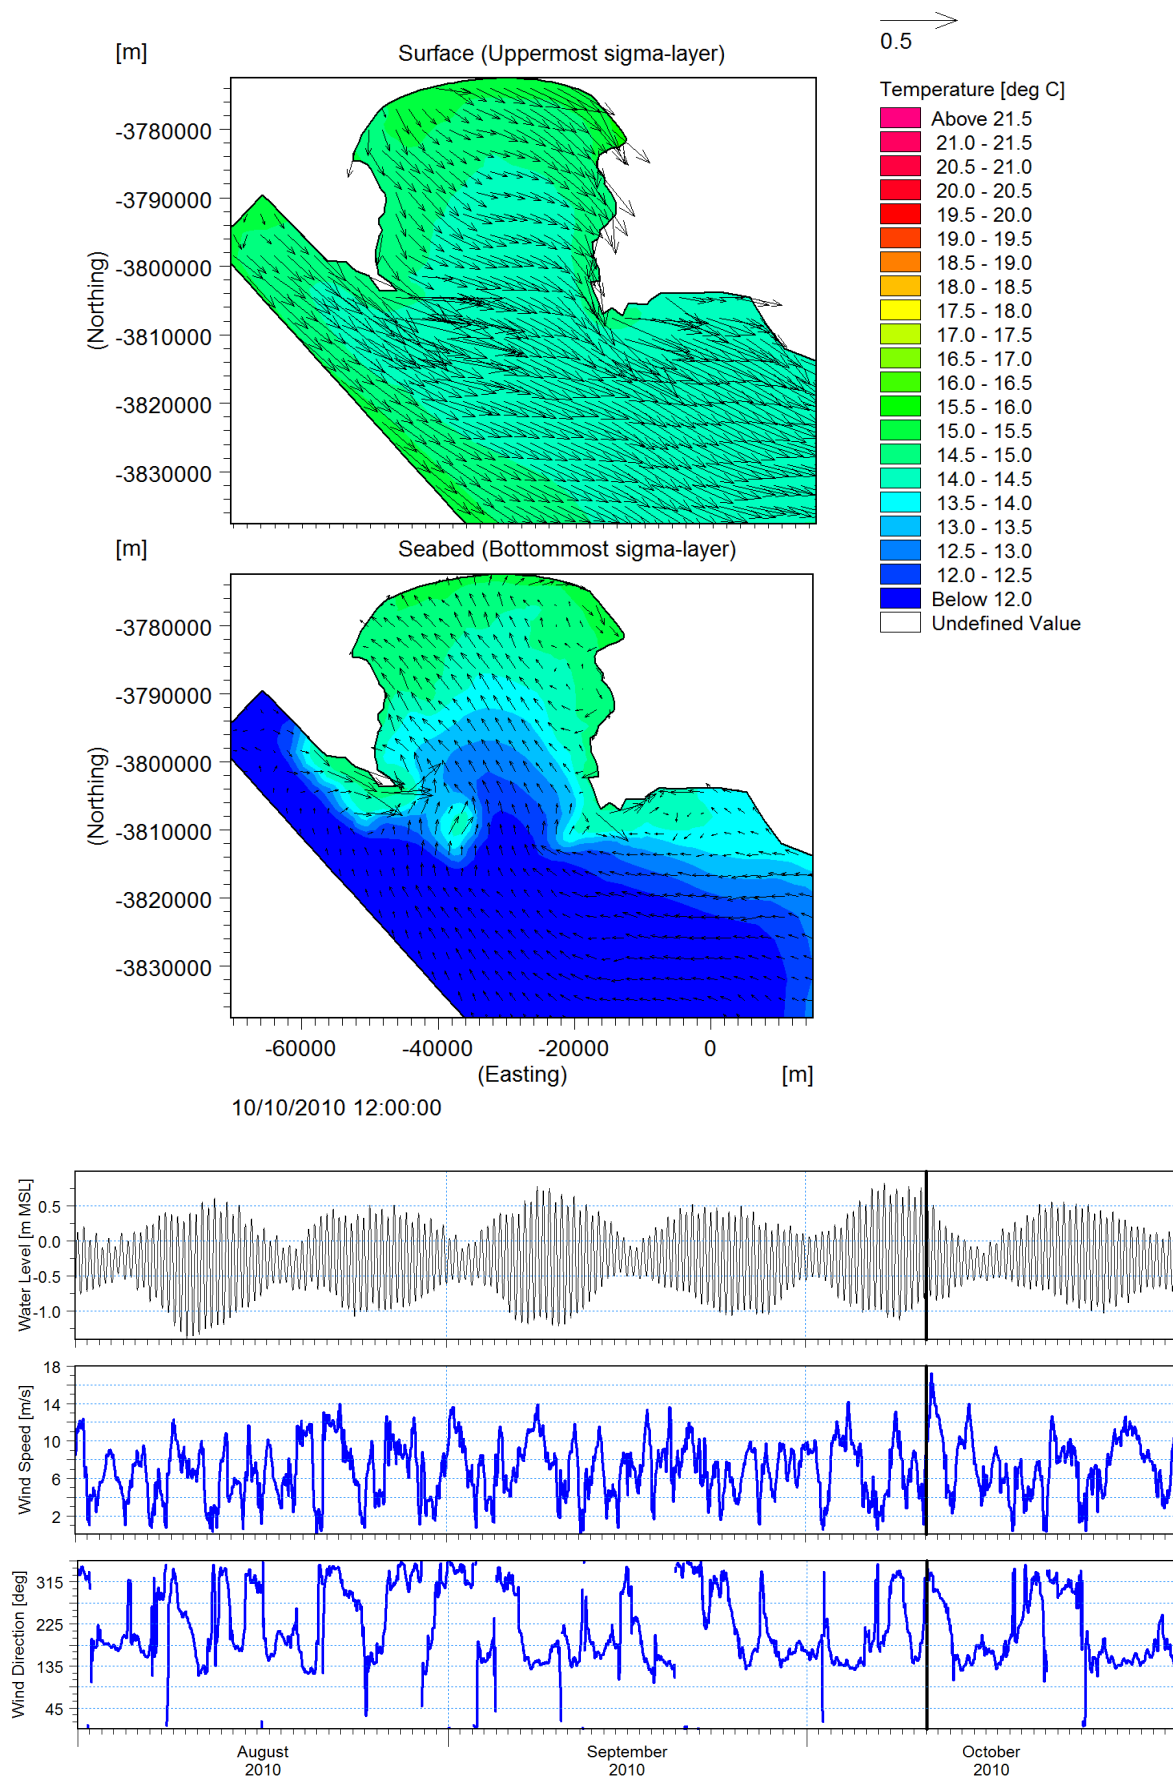 0.5
[m]
Surface (Uppermost sigma-layer)
Temperature [deg C]
Above 21.5
21.0 - 21.5
20.5 - 21.0
20.0 - 20.5
19.5 - 20.0
19.0 - 19.5
18.5 - 19.0
18.0 - 18.5
17.5 - 18.0
17.0 - 17.5
16.5 - 17.0
16.0 - 16.5
15.5 - 16.0
15.0 - 15.5
14.5 - 15.0
14.0 - 14.5
13.5 - 14.0
13.0 - 13.5
12.5 - 13.0
12.0 - 12.5
Below 12.0
Undefined Value
-3780000
-3790000
-3800000
-3810000
-3820000
-3830000
(Northing)
[m]
Seabed (Bottommost sigma-layer)
-3780000
-3790000
-3800000
-3810000
-3820000
-3830000
(Northing)
-60000
-40000
-20000
0
(Easting)
[m]
10/10/2010 12:00:00
Water Level [m MSL]
0.5
0.0
-0.5
-1.0
Wind Speed [m/s]
18
14
10
6
2
Wind Direction [deg]
315
225
135
45
August
2010
September
2010
October
2010